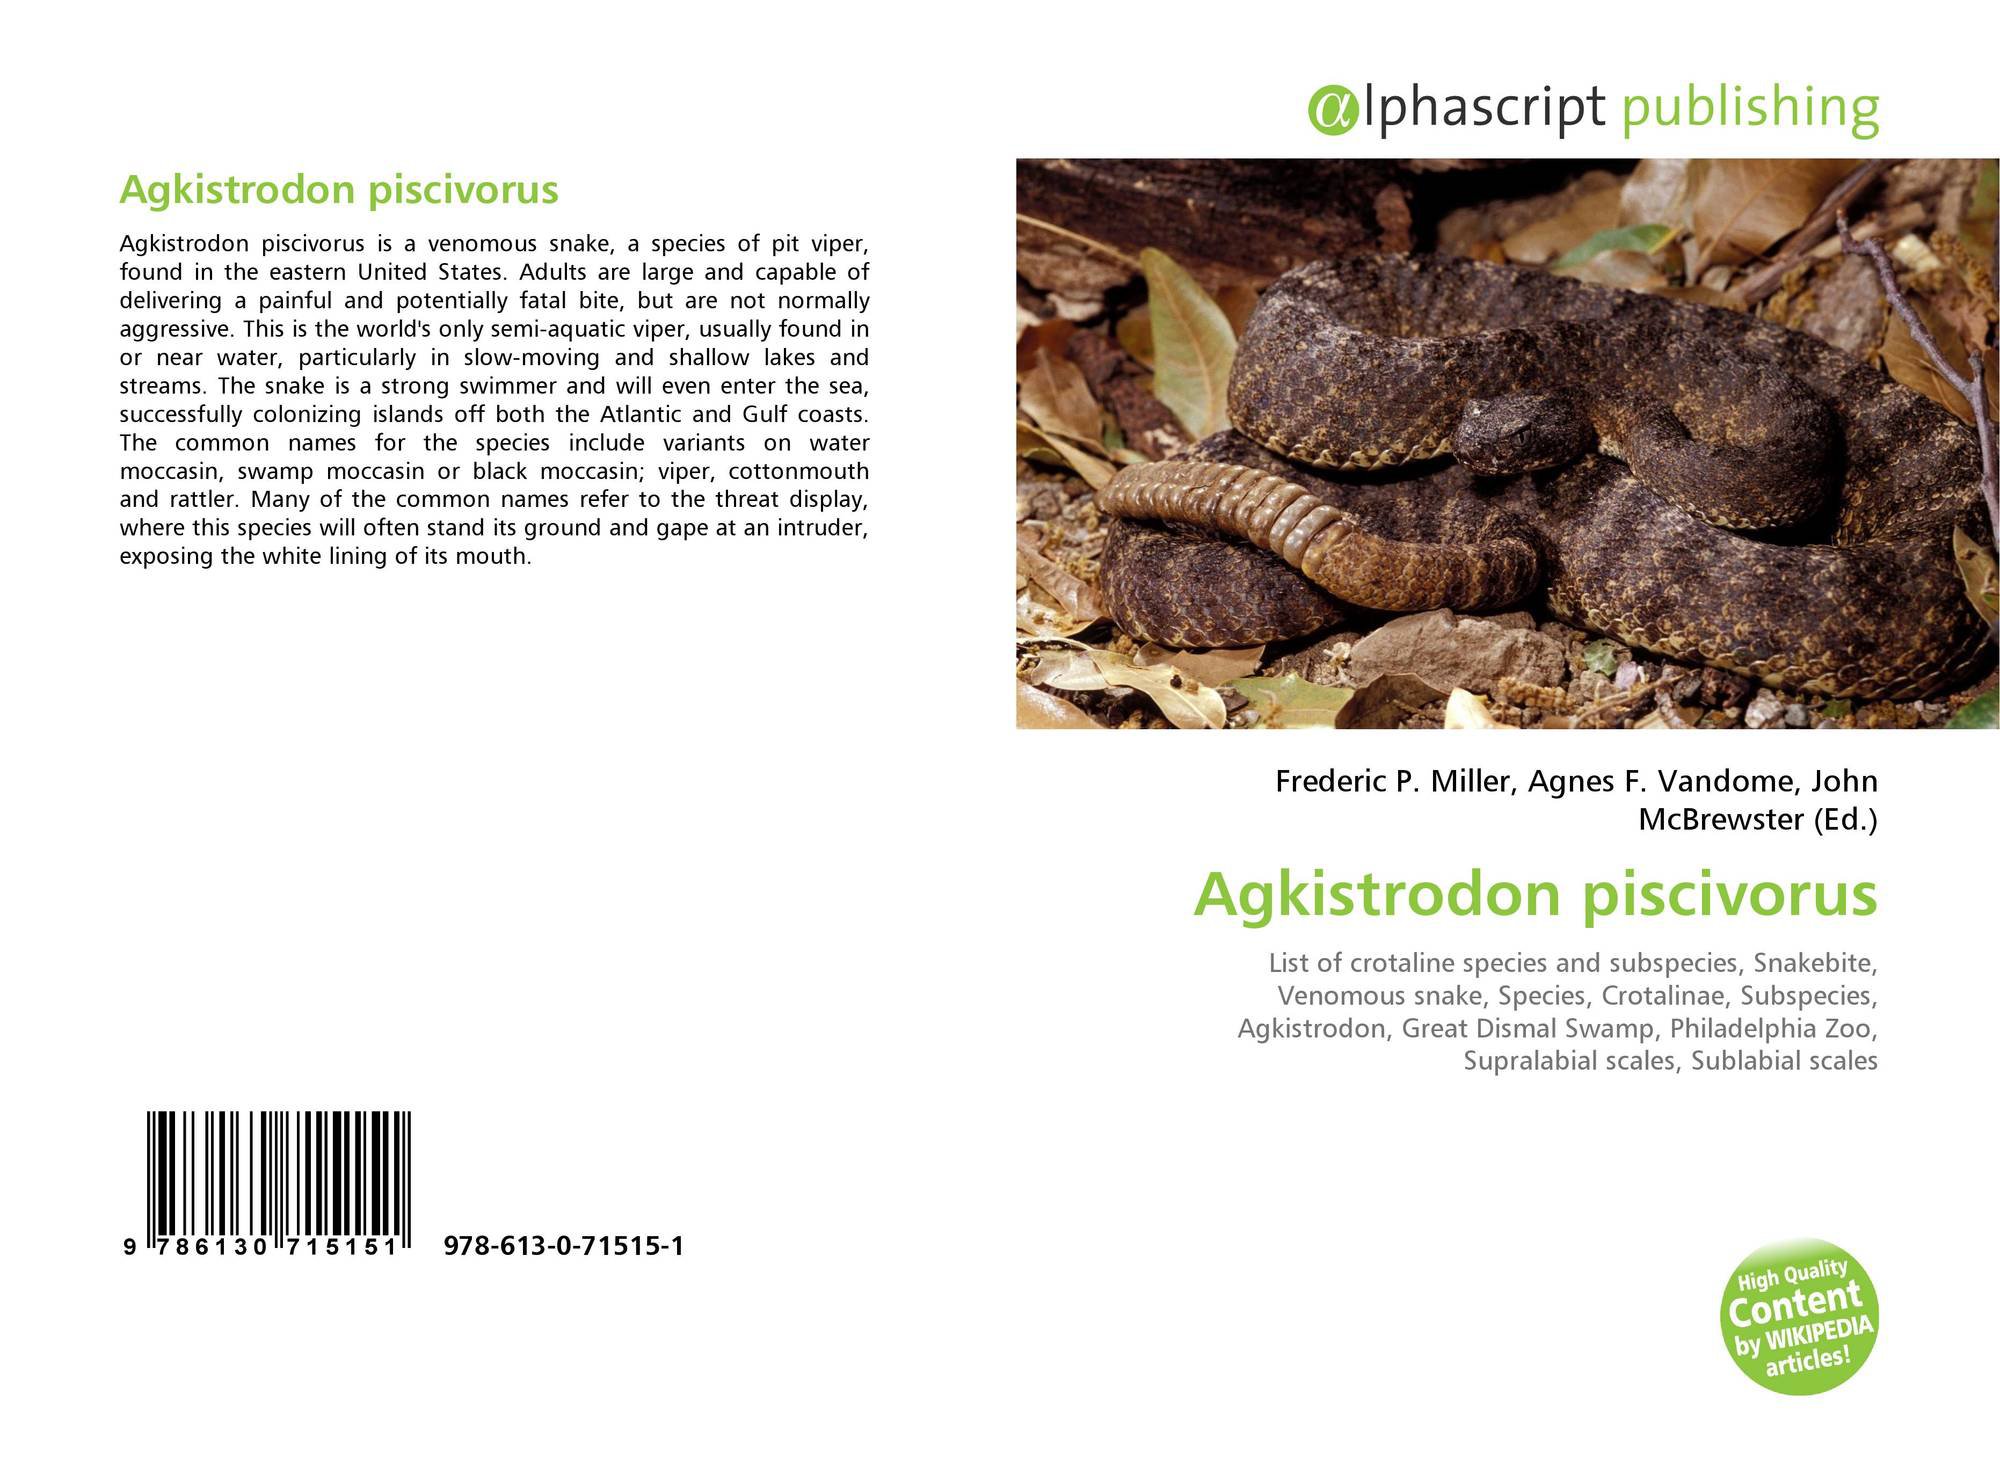 αlphascript publishing
Agkistrodon piscivorus
Agkistrodon piscivorus is a venomous snake, a species of pit viper,
found in the eastern United States. Adults are large and capable of
delivering a painful and potentially fatal bite, but are not normally
aggressive. This is the world's only semi-aquatic viper, usually found in
or near water, particularly in slow-moving and shallow lakes and
streams. The snake is a strong swimmer and will even enter the sea,
successfully colonizing islands off both the Atlantic and Gulf coasts.
The common names for the species include variants on water
moccasin, swamp moccasin or black moccasin; viper, cottonmouth
and rattler. Many of the common names refer to the threat display,
where this species will often stand its ground and gape at an intruder,
exposing the white lining of its mouth.
9 786130 715151
978-613-0-71515-1
Frederic P. Miller, Agnes F. Vandome, John
McBrewster (Ed.)
Agkistrodon piscivorus
List of crotaline species and subspecies, Snakebite,
Venomous snake, Species, Crotalinae, Subspecies,
Agkistrodon, Great Dismal Swamp, Philadelphia Zoo,
Supralabial scales, Sublabial scales
High Quality
Content
by WIKIPEDIA
articles!